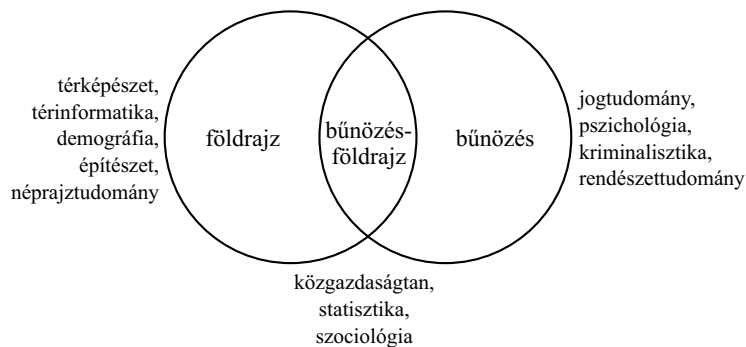 térképészet,
térinformatika,
demográfia,
építészet,
néprajztudomány
földrajz
bűnözés-
földrajz
bűnözés
jogtudomány,
pszichológia,
kriminalisztika,
rendészettudomány
közgazdaságtan,
statisztika,
szociológia